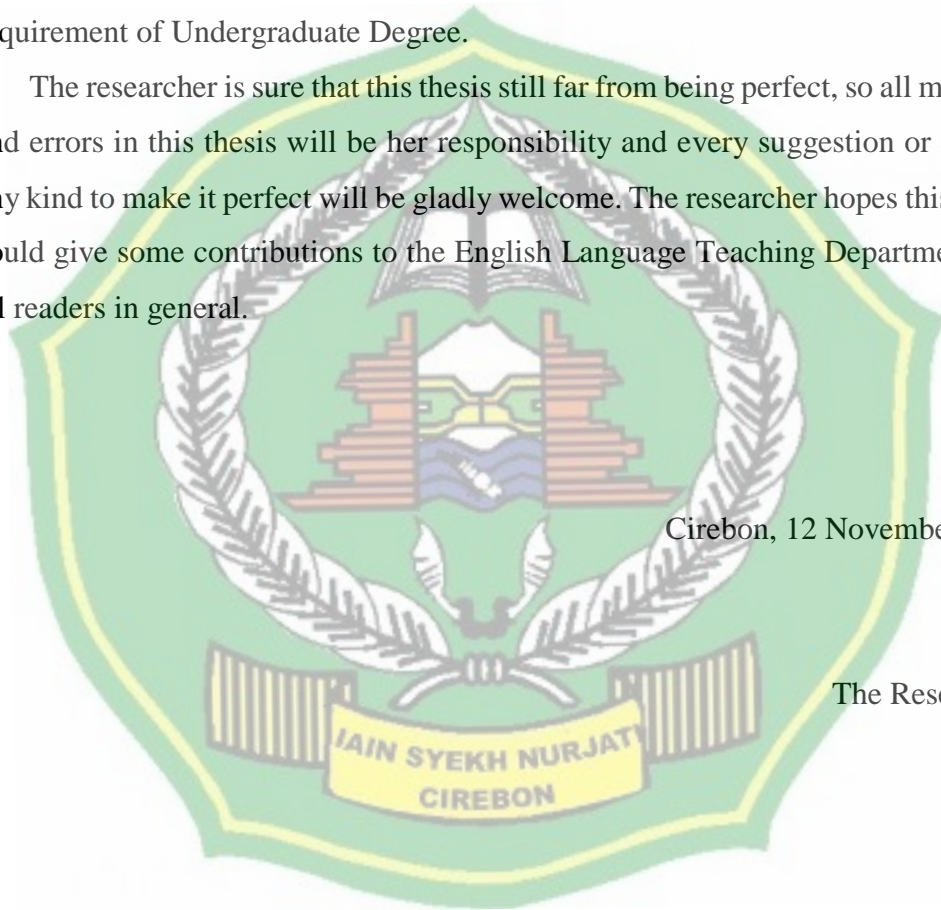 quirement of Undergraduate Degree.
The researcher is sure that this thesis still far from being perfect, so all m
nd errors in this thesis will be her responsibility and every suggestion or
ny kind to make it perfect will be gladly welcome. The researcher hopes this
ould give some contributions to the English Language Teaching Departme
l readers in general.
Cirebon, 12 Novembe
The Rese
IAIN SYEKH NURJATI
CIREBON